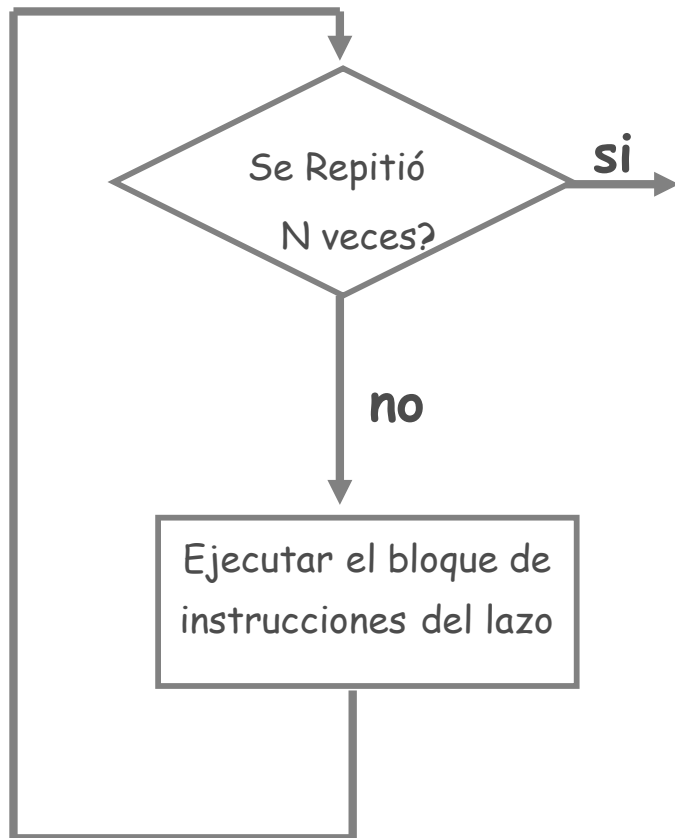 Se Repitió
N veces?
si
no
Ejecutar el bloque de
instrucciones del lazo